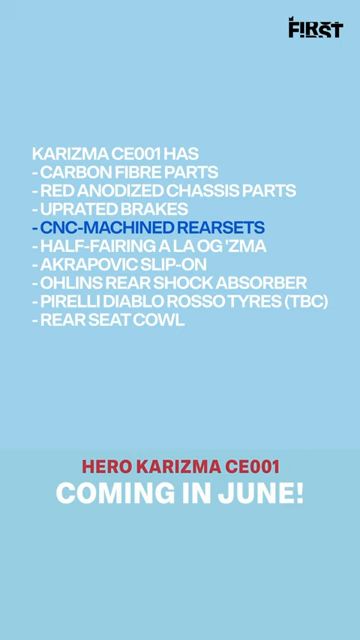 FIRST
KARIZMA CE001 HAS
- CARBON FIBRE PARTS
- RED ANODIZED CHASSIS PARTS
- UPRATED BRAKES
- CNC-MACHINED REARSETS
- HALF-FAIRING A LA OG 'ZMA
- AKRAPOVIC SLIP-ON
- OHLINS REAR SHOCK ABSORBER
- PIRELLI DIABLO ROSSO TYRES (TBC)
- REAR SEAT COWL
HERO KARIZMA CE001
COMING IN JUNE!